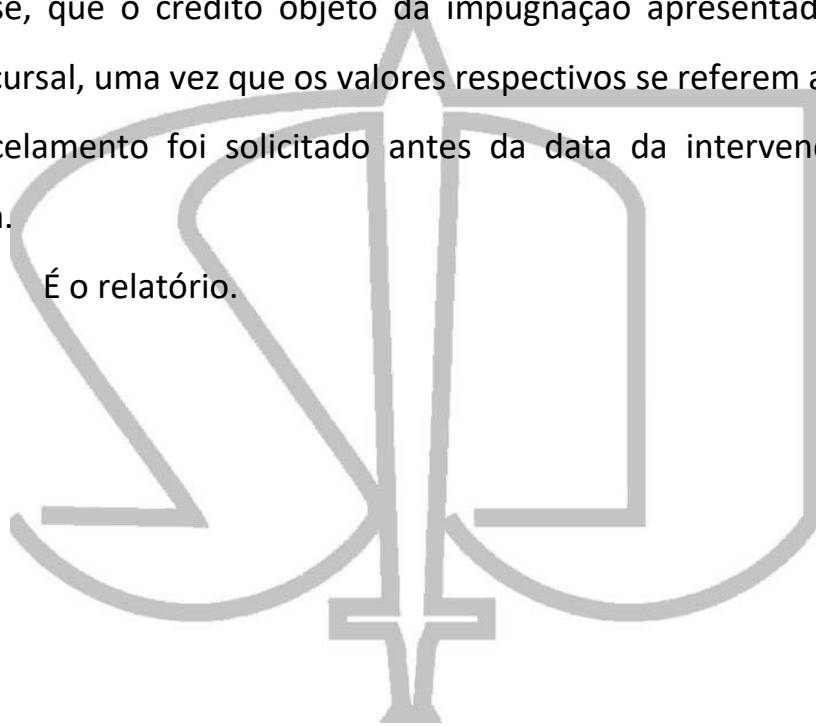 se, que o crédito objeto da impugnação apresentad
cursal, uma vez que os valores respectivos se referem a
celamento foi solicitado antes da data da interven
É o relatório.